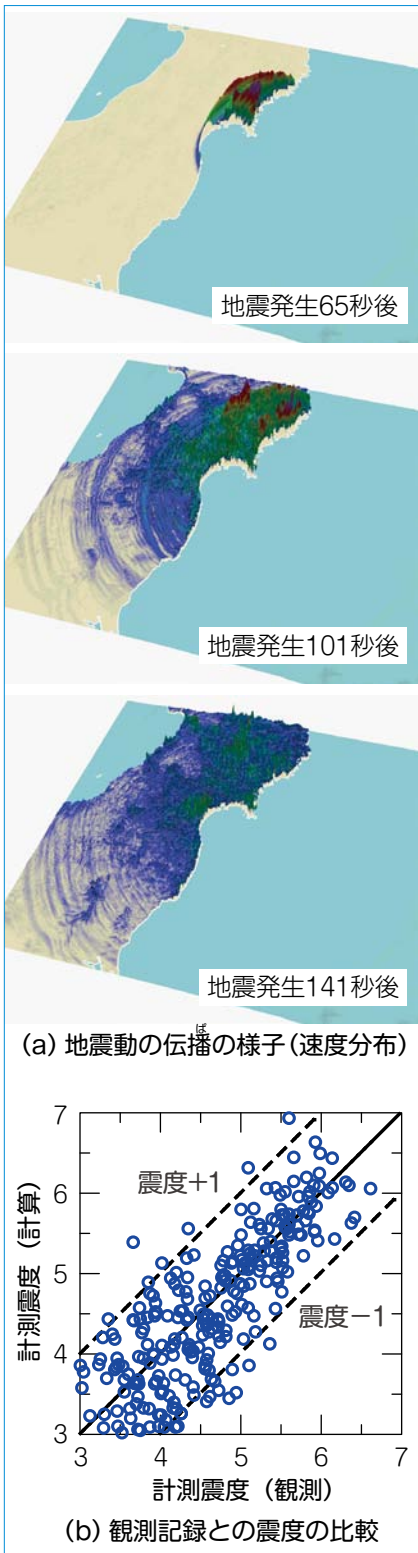 地震発生65秒後
地震発生101秒後
地震発生141秒後
ぱ
(a) 地震動の伝播の様子(速度分布)
7
6
5
4
3
計測震度(計算)
震度+1
震度−1
3 4 5 6 7
計測震度(観測)
(b) 観測記録との震度の比較